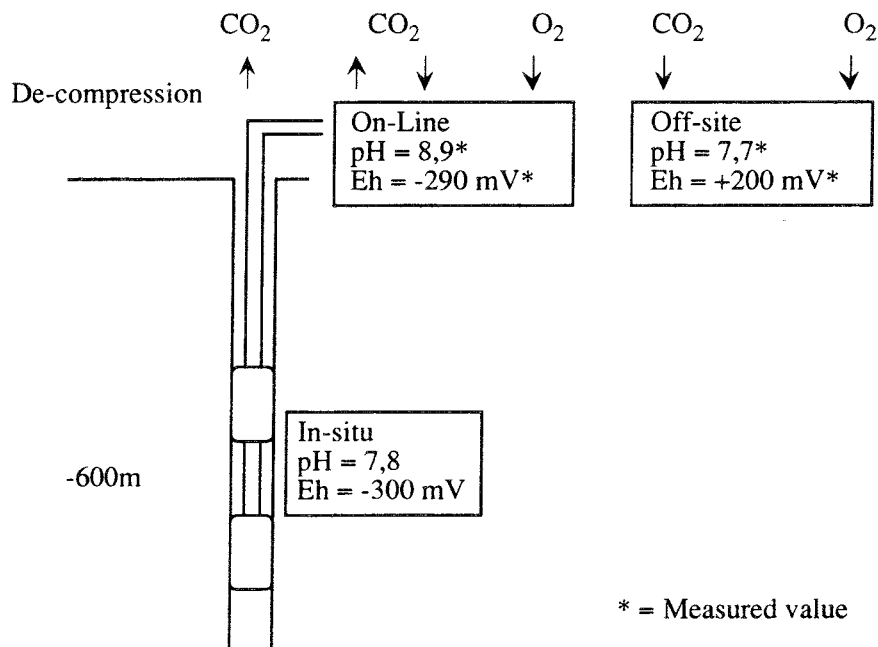 CO2 CO2 O2 CO2 O2
De-compression
On-Line
pH = 8,9*
Eh = -290 mV*
Off-site
pH = 7,7*
Eh = +200 mV*
In-situ
pH = 7,8
Eh = -300 mV
-600m
* = Measured value